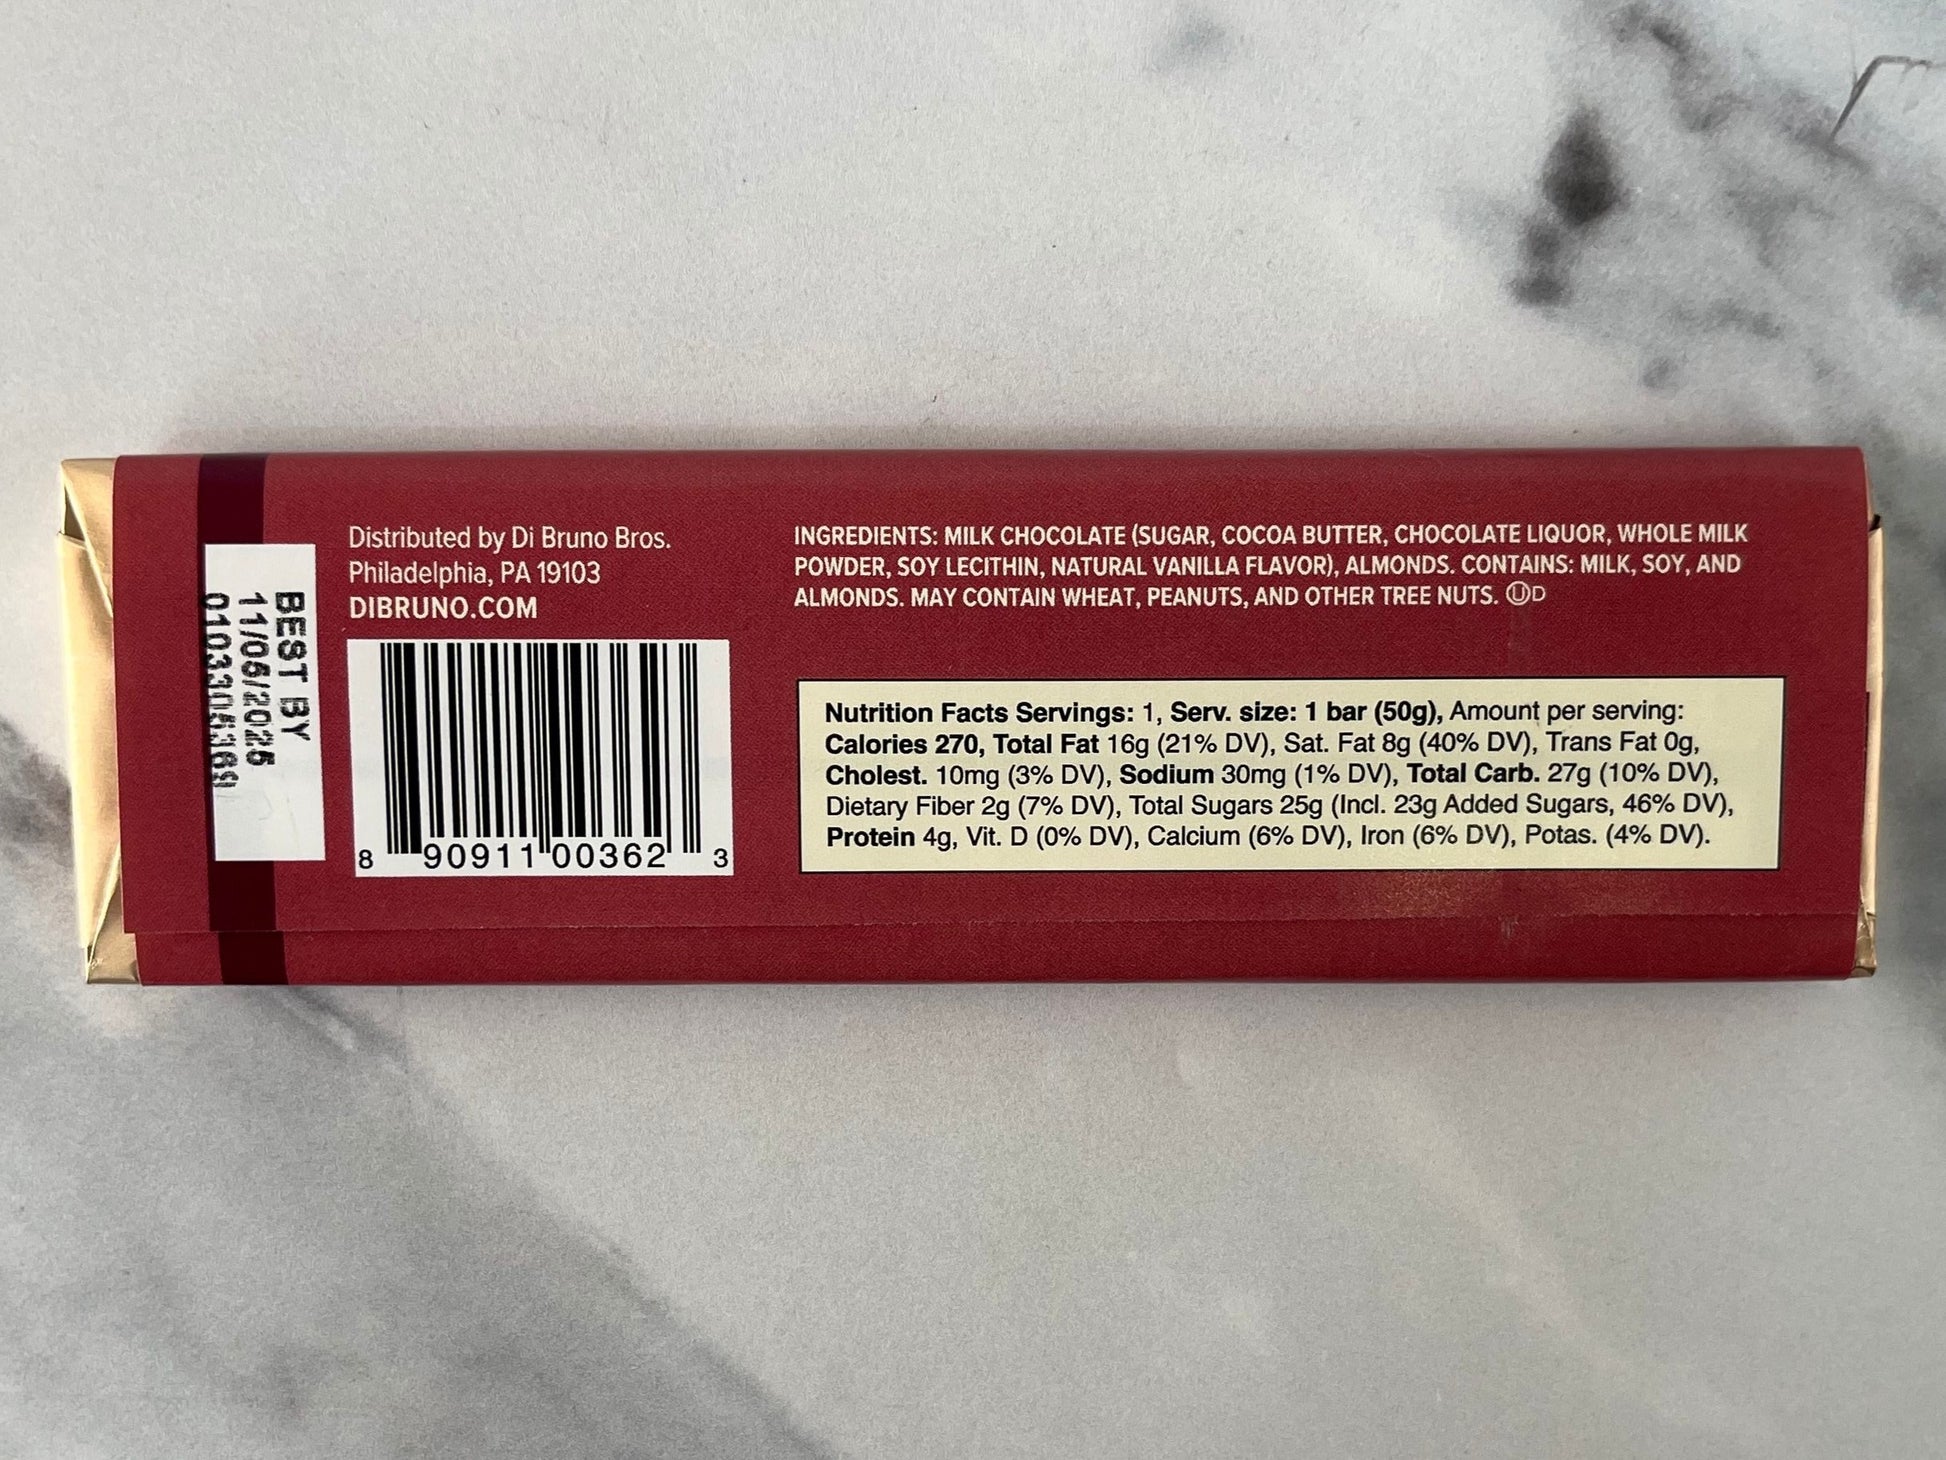 BEST BY
11/05/2025
0103305369
Distributed by Di Bruno Bros.
Philadelphia, PA 19103
DIBRUNO.COM
8 90911 00362 3
INGREDIENTS: MILK CHOCOLATE (SUGAR, COCOA BUTTER, CHOCOLATE LIQUOR, WHOLE MILK
POWDER, SOY LECITHIN, NATURAL VANILLA FLAVOR), ALMONDS. CONTAINS: MILK, SOY, AND
ALMONDS. MAY CONTAIN WHEAT, PEANUTS, AND OTHER TREE NUTS. ⓊD
Nutrition Facts Servings: 1, Serv. size: 1 bar (50g), Amount per serving:
Calories 270, Total Fat 16g (21% DV), Sat. Fat 8g (40% DV), Trans Fat 0g,
Cholest. 10mg (3% DV), Sodium 30mg (1% DV), Total Carb. 27g (10% DV),
Dietary Fiber 2g (7% DV), Total Sugars 25g (Incl. 23g Added Sugars, 46% DV),
Protein 4g, Vit. D (0% DV), Calcium (6% DV), Iron (6% DV), Potas. (4% DV).